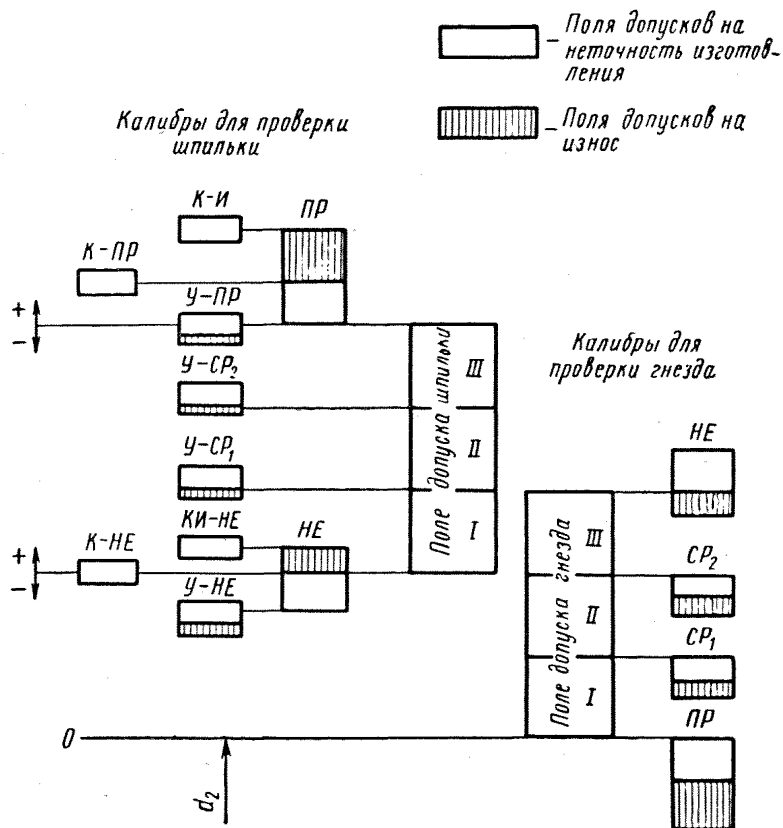 – Поля допусков на
неточность изготов-
ления
– Поля допусков на
износ
Калибры для проверки
шпильки
К-И
ПР
К-ПР
У-ПР
+
−
У-СР₂
У-СР₁
КИ-НЕ
НЕ
К-НЕ
+
−
У-НЕ
Поле допуска шпильки
III
II
I
Калибры для
проверки гнезда
НЕ
Поле допуска гнезда
III
II
I
СР₂
СР₁
ПР
0
d₂